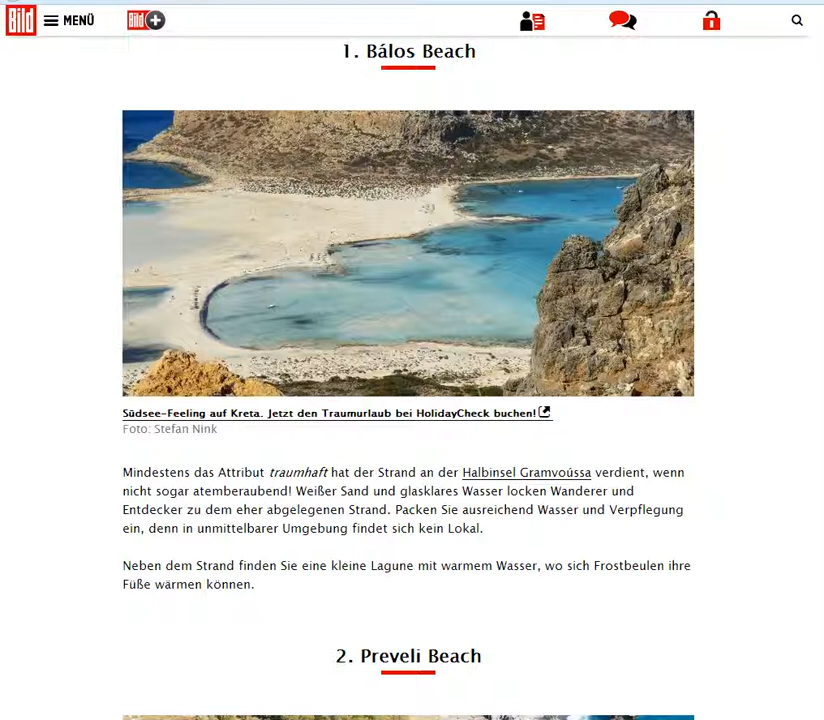 Bild MENÜ Bild+
1. Bálos Beach
Südsee-Feeling auf Kreta. Jetzt den Traumurlaub bei HolidayCheck buchen!
Foto: Stefan Nink
Mindestens das Attribut traumhaft hat der Strand an der Halbinsel Gramvoússa verdient, wenn
nicht sogar atemberaubend! Weißer Sand und glasklares Wasser locken Wanderer und
Entdecker zu dem eher abgelegenen Strand. Packen Sie ausreichend Wasser und Verpflegung
ein, denn in unmittelbarer Umgebung findet sich kein Lokal.
Neben dem Strand finden Sie eine kleine Lagune mit warmem Wasser, wo sich Frostbeulen ihre
Füße wärmen können.
2. Preveli Beach